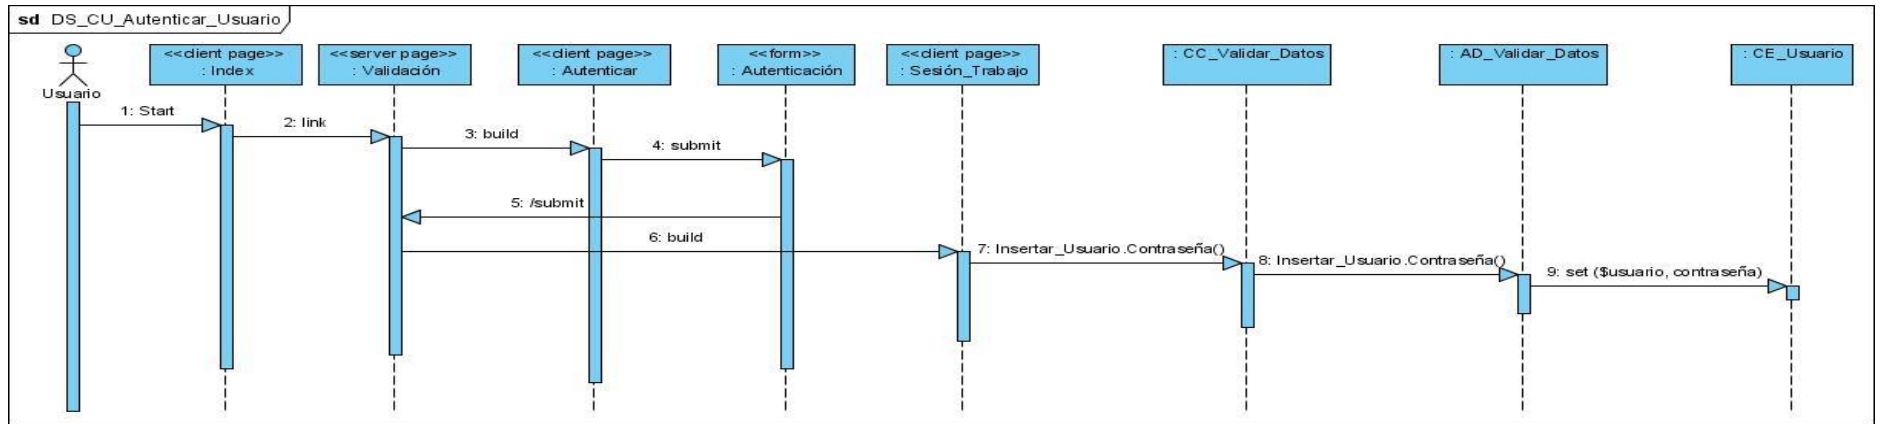 sd DS_CU_Autenticar_Usuario
Usuario
<<client page>>
: Index
<<server page>>
: Validación
<<client page>>
: Autenticar
<<form>>
: Autenticación
<<client page>>
: Sesión_Trabajo
: CC_Validar_Datos
: AD_Validar_Datos
: CE_Usuario
1: Start
2: link
3: build
4: submit
5: /submit
6: build
7: Insertar_Usuario.Contraseña()
8: Insertar_Usuario.Contraseña()
9: set ($usuario, contraseña)